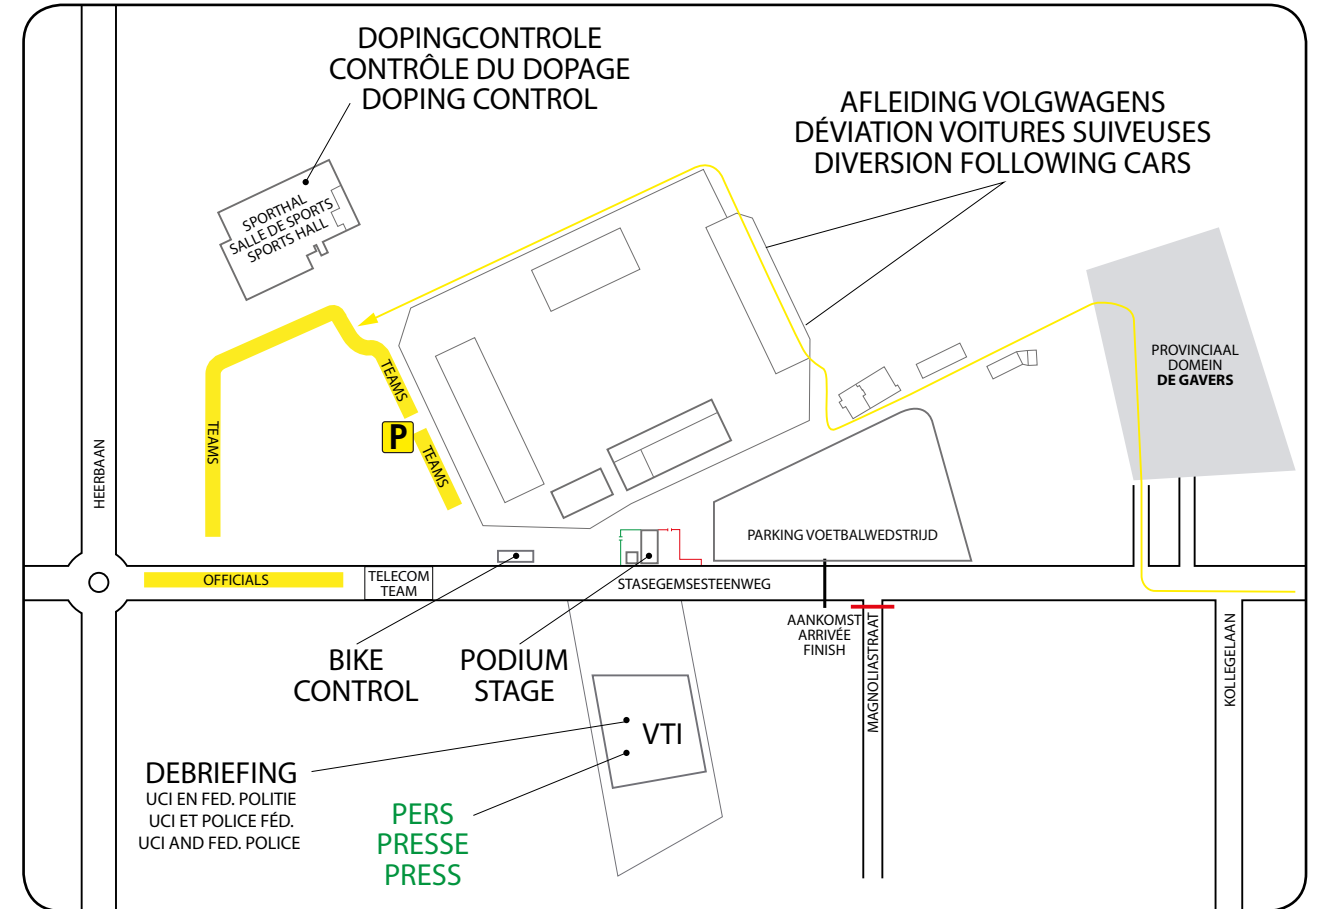 DOPINGCONTROLE
CONTRÔLE DU DOPAGE
DOPING CONTROL
AFLEIDING VOLGWAGENS
DÉVIATION VOITURES SUIVEUSES
DIVERSION FOLLOWING CARS
SPORTHAL
SALLE DE SPORTS
SPORTS HALL
PROVINCIAAL
DOMEIN
DE GAVERS
TEAMS
TEAMS
P
TEAMS
HEERBAAN
PARKING VOETBALWEDSTRIJD
OFFICIALS
TELECOM
TEAM
STASEGEMSESTEENWEG
AANKOMST
ARRIVÉE
FINISH
MAGNOLIASTRAAT
KOLLEGELAAN
BIKE
CONTROL
PODIUM
STAGE
VTI
DEBRIEFING
UCI EN FED. POLITIE
UCI ET POLICE FÉD.
UCI AND FED. POLICE
PERS
PRESSE
PRESS